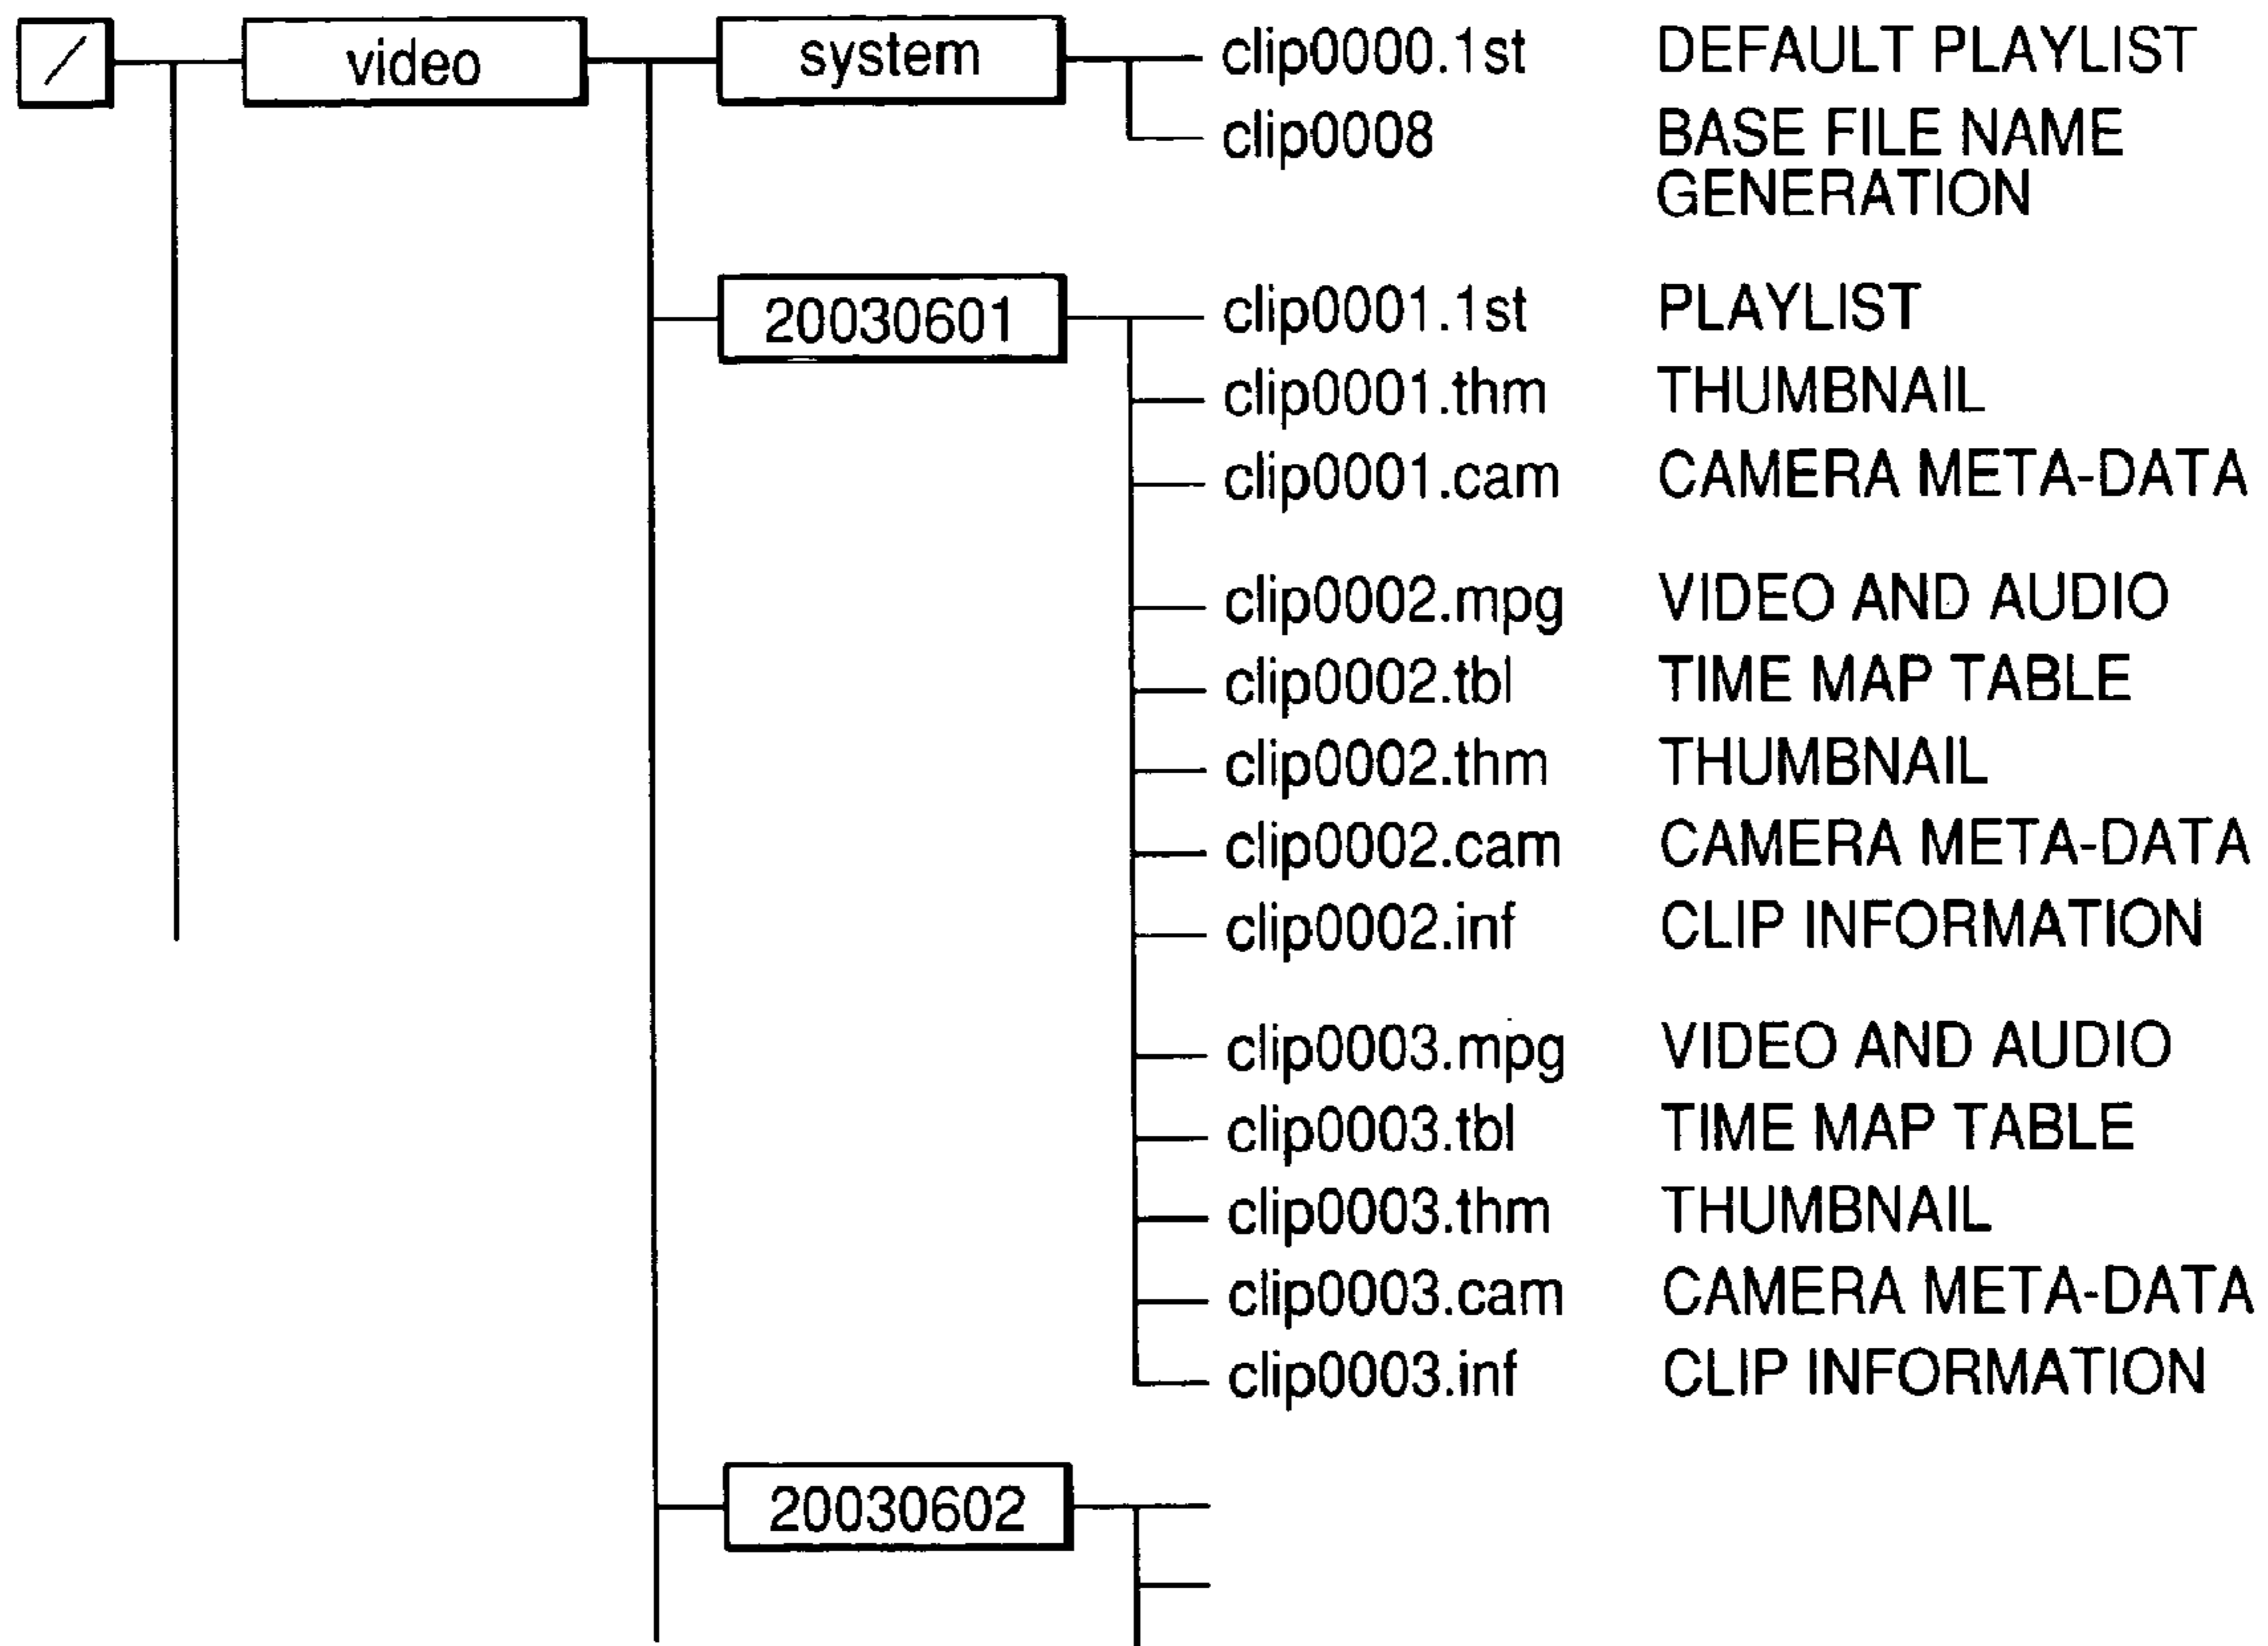 / video system clip0000.1st DEFAULT PLAYLIST
clip0008 BASE FILE NAME
GENERATION
20030601 clip0001.1st PLAYLIST
clip0001.thm THUMBNAIL
clip0001.cam CAMERA META-DATA
clip0002.mpg VIDEO AND AUDIO
clip0002.tbl TIME MAP TABLE
clip0002.thm THUMBNAIL
clip0002.cam CAMERA META-DATA
clip0002.inf CLIP INFORMATION
clip0003.mpg VIDEO AND AUDIO
clip0003.tbl TIME MAP TABLE
clip0003.thm THUMBNAIL
clip0003.cam CAMERA META-DATA
clip0003.inf CLIP INFORMATION
20030602